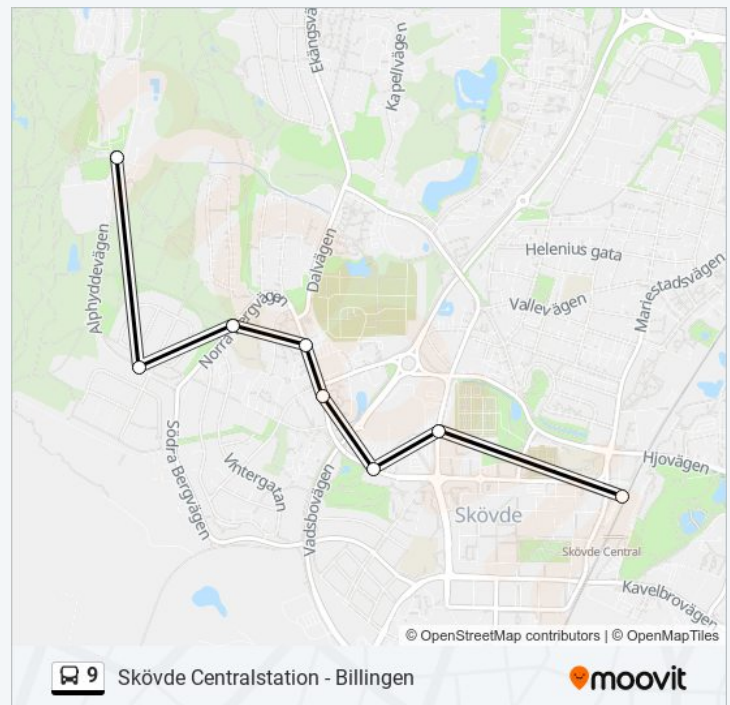 Ekängsvä
Kapellvägen
Dalvägen
Helenius gata
Mariestadsvägen
Vallevägen
Alphyddevägen
Norra Bergvägen
Södra Bergvägen
Vintergatan
Vadsbovägen
Hjovägen
Skövde
Skövde Central
Kavelbrovägen
© OpenStreetMap contributors | © OpenMapTiles
9 Skövde Centralstation - Billingen
moovit